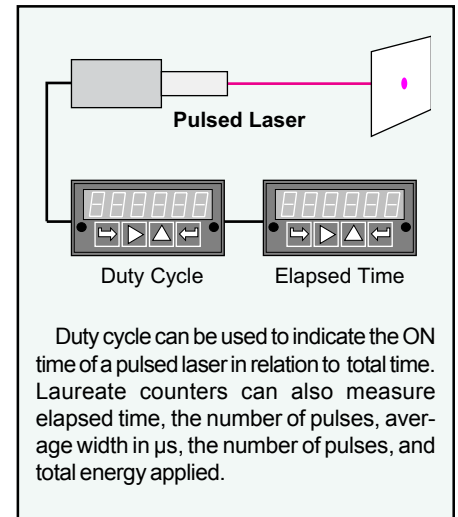 Pulsed Laser
Duty Cycle
Elapsed Time
Duty cycle can be used to indicate the ON
time of a pulsed laser in relation to total time.
Laureate counters can also measure
elapsed time, the number of pulses, aver-
age width in µs, the number of pulses, and
total energy applied.